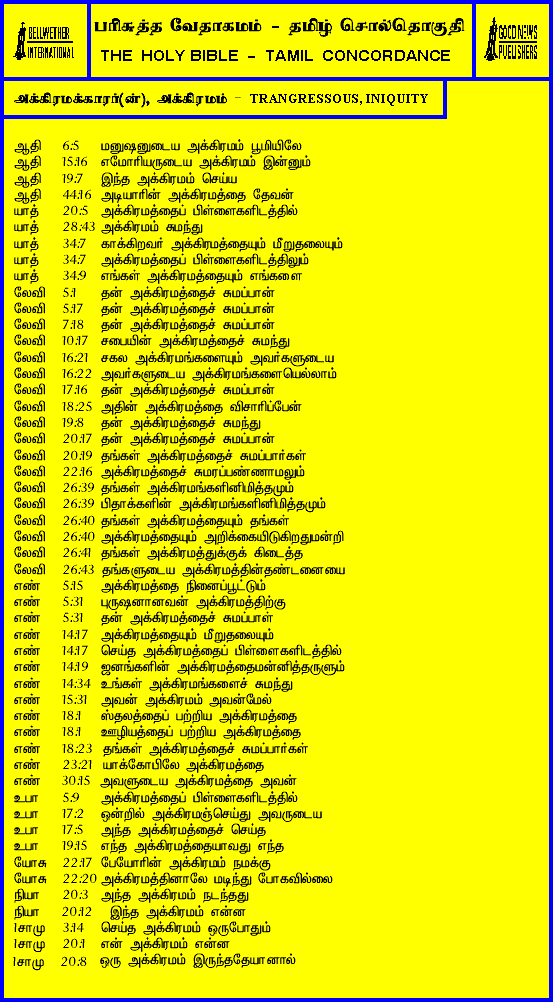 BELLWETHER
INTERNATIONAL
பரிசுத்த வேதாகமம் - தமிழ் சொல்தொகுதி
THE HOLY BIBLE - TAMIL CONCORDANCE
GOOD NEWS
PUBLISHERS
அக்கிரமக்காரர்(ன்), அக்கிரமம் - TRANGRESSOUS, INIQUITY
ஆதி 6:5 மனுஷனுடைய அக்கிரமம் பூமியிலே
ஆதி 15:16 எமோரியருடைய அக்கிரமம் இன்னும்
ஆதி 19:7 இந்த அக்கிரமம் செய்ய
ஆதி 44:16 அடியாரின் அக்கிரமத்தை தேவன்
யாத் 20:5 அக்கிரமத்தைப் பிள்ளைகளிடத்தில்
யாத் 28:43 அக்கிரமம் சுமந்து
யாத் 34:7 காக்கிறவர் அக்கிரமத்தையும் மீறுதலையும்
யாத் 34:7 அக்கிரமத்தைப் பிள்ளைகளிடத்திலும்
யாத் 34:9 எங்கள் அக்கிரமத்தையும் எங்களை
லேவி 5:1 தன் அக்கிரமத்தைச் சுமப்பான்
லேவி 5:17 தன் அக்கிரமத்தைச் சுமப்பான்
லேவி 7:18 தன் அக்கிரமத்தைச் சுமப்பான்
லேவி 10:17 சபையின் அக்கிரமத்தைச் சுமந்து
லேவி 16:21 சகல அக்கிரமங்களையும் அவர்களுடைய
லேவி 16:22 அவர்களுடைய அக்கிரமங்களையெல்லாம்
லேவி 17:16 தன் அக்கிரமத்தைச் சுமப்பான்
லேவி 18:25 அதின் அக்கிரமத்தை விசாரிப்பேன்
லேவி 19:8 தன் அக்கிரமத்தைச் சுமந்து
லேவி 20:17 தன் அக்கிரமத்தைச் சுமப்பான்
லேவி 20:19 தங்கள் அக்கிரமத்தைச் சுமப்பார்கள்
லேவி 22:16 அக்கிரமத்தைச் சுமரப்பண்ணாமலும்
லேவி 26:39 தங்கள் அக்கிரமங்களினிமித்தமும்
லேவி 26:39 பிதாக்களின் அக்கிரமங்களினிமித்தமும்
லேவி 26:40 தங்கள் அக்கிரமத்தையும் தங்கள்
லேவி 26:40 அக்கிரமத்தையும் அறிக்கையிடுகிறதுமன்றி
லேவி 26:41 தங்கள் அக்கிரமத்துக்குக் கிடைத்த
லேவி 26:43 தங்களுடைய அக்கிரமத்தின்தண்டனையை
எண் 5:15 அக்கிரமத்தை நினைப்பூட்டும்
எண் 5:31 புருஷனானவன் அக்கிரமத்திற்கு
எண் 5:31 தன் அக்கிரமத்தைச் சுமப்பாள்
எண் 14:17 அக்கிரமத்தையும் மீறுதலையும்
எண் 14:17 செய்த அக்கிரமத்தைப் பிள்ளைகளிடத்தில்
எண் 14:19 ஜனங்களின் அக்கிரமத்தைமன்னித்தருளும்
எண் 14:34 உங்கள் அக்கிரமங்களைச் சுமந்து
எண் 15:31 அவன் அக்கிரமம் அவன்மேல்
எண் 18:1 ஸ்தலத்தைப் பற்றிய அக்கிரமத்தை
எண் 18:1 ஊழியத்தைப் பற்றிய அக்கிரமத்தை
எண் 18:23 தங்கள் அக்கிரமத்தைச் சுமப்பார்கள்
எண் 23:21 யாக்கோபிலே அக்கிரமத்தை
எண் 30:15 அவளுடைய அக்கிரமத்தை அவன்
உபா 5:9 அக்கிரமத்தைப் பிள்ளைகளிடத்தில்
உபா 17:2 ஒன்றில் அக்கிரமஞ்செய்து அவருடைய
உபா 17:5 அந்த அக்கிரமத்தைச் செய்த
உபா 19:15 எந்த அக்கிரமத்தையாவது எந்த
யோசு 22:17 பேயோரின் அக்கிரமம் நமக்கு
யோசு 22:20 அக்கிரமத்தினாலே மடிந்து போகவில்லை
நியா 20:3 அந்த அக்கிரமம் நடந்தது
நியா 20:12 இந்த அக்கிரமம் என்ன
1சாமு 3:14 செய்த அக்கிரமம் ஒருபோதும்
1சாமு 20:1 என் அக்கிரமம் என்ன
1சாமு 20:8 ஒரு அக்கிரமம் இருந்ததேயானால்